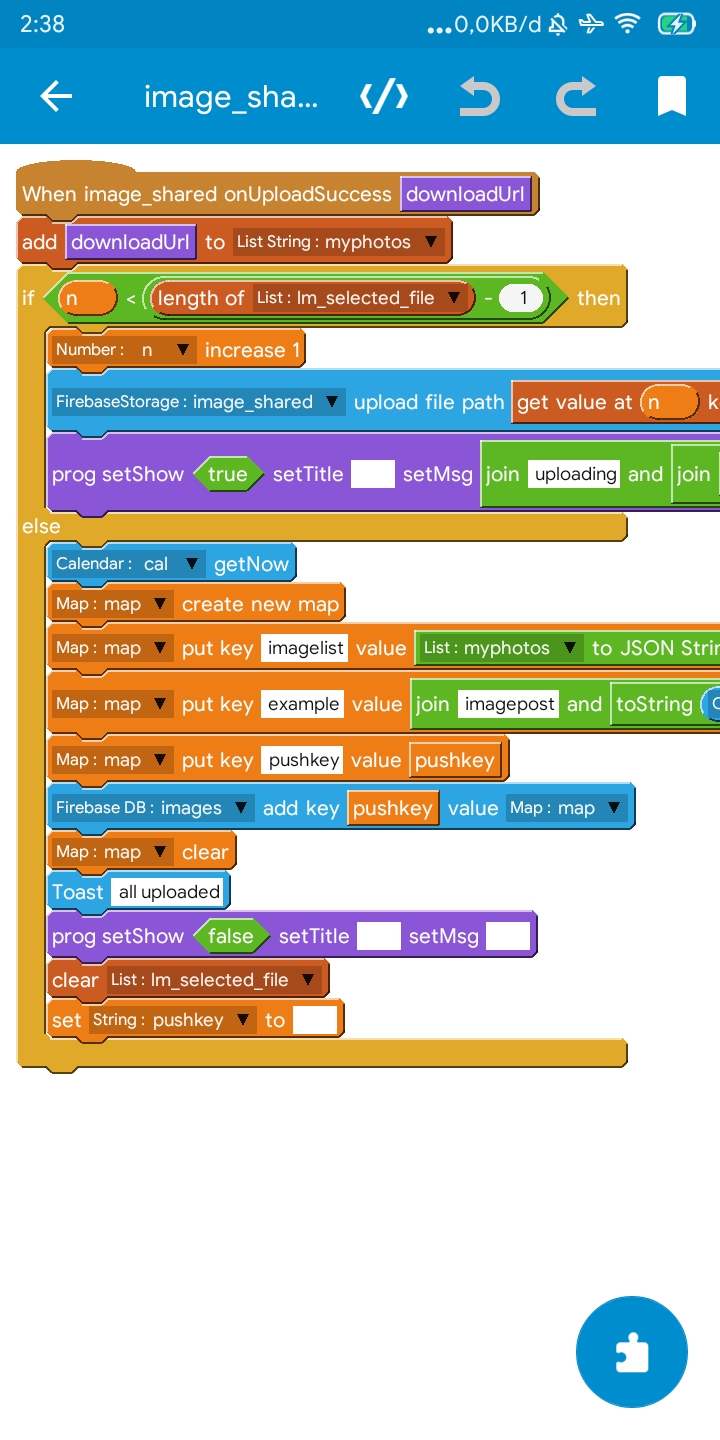 2:38 ...0,0KB/d
image_sha...
When image_shared onUploadSuccess downloadUrl
add downloadUrl to List String : myphotos
if n < length of List : lm_selected_file - 1 then
Number : n increase 1
FirebaseStorage : image_shared upload file path get value at n k
prog setShow true setTitle setMsg join uploading and join
else
Calendar : cal getNow
Map : map create new map
Map : map put key imagelist value List : myphotos to JSON Strin
Map : map put key example value join imagepost and toString
Map : map put key pushkey value pushkey
Firebase DB : images add key pushkey value Map : map
Map : map clear
Toast all uploaded
prog setShow false setTitle setMsg
clear List : lm_selected_file
set String : pushkey to